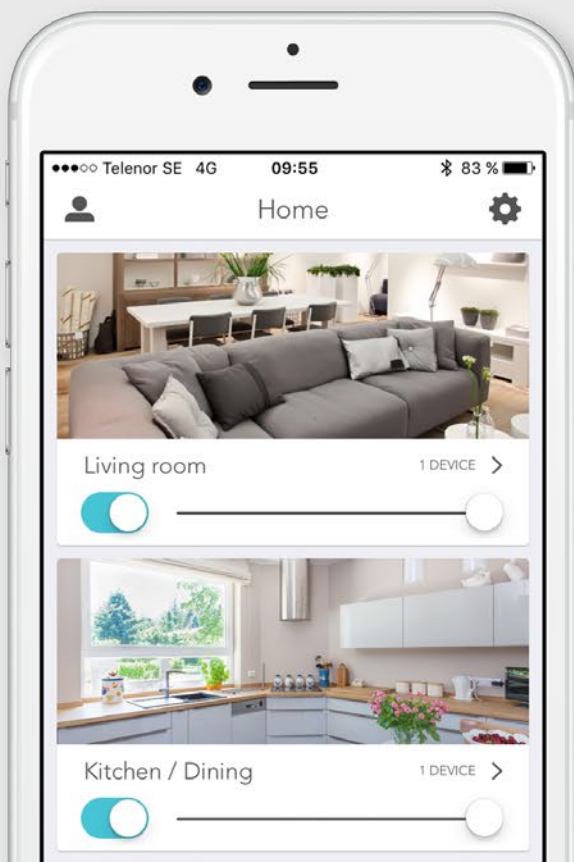 ●●●○○ Telenor SE 4G 09:55 83 %
Home
Living room 1 DEVICE >
Kitchen / Dining 1 DEVICE >